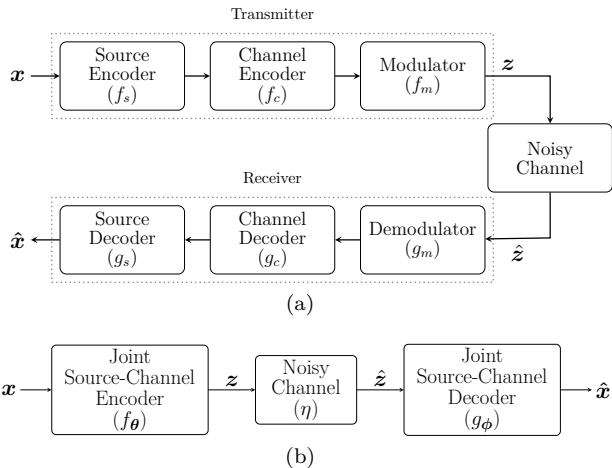 Transmitter
x
Source
Encoder
(f_s)
Channel
Encoder
(f_c)
Modulator
(f_m)
z
Noisy
Channel
Receiver
x̂
Source
Decoder
(g_s)
Channel
Decoder
(g_c)
Demodulator
(g_m)
ẑ
(a)
x
Joint
Source-Channel
Encoder
(f_θ)
z
Noisy
Channel
(η)
ẑ
Joint
Source-Channel
Decoder
(g_ϕ)
x̂
(b)